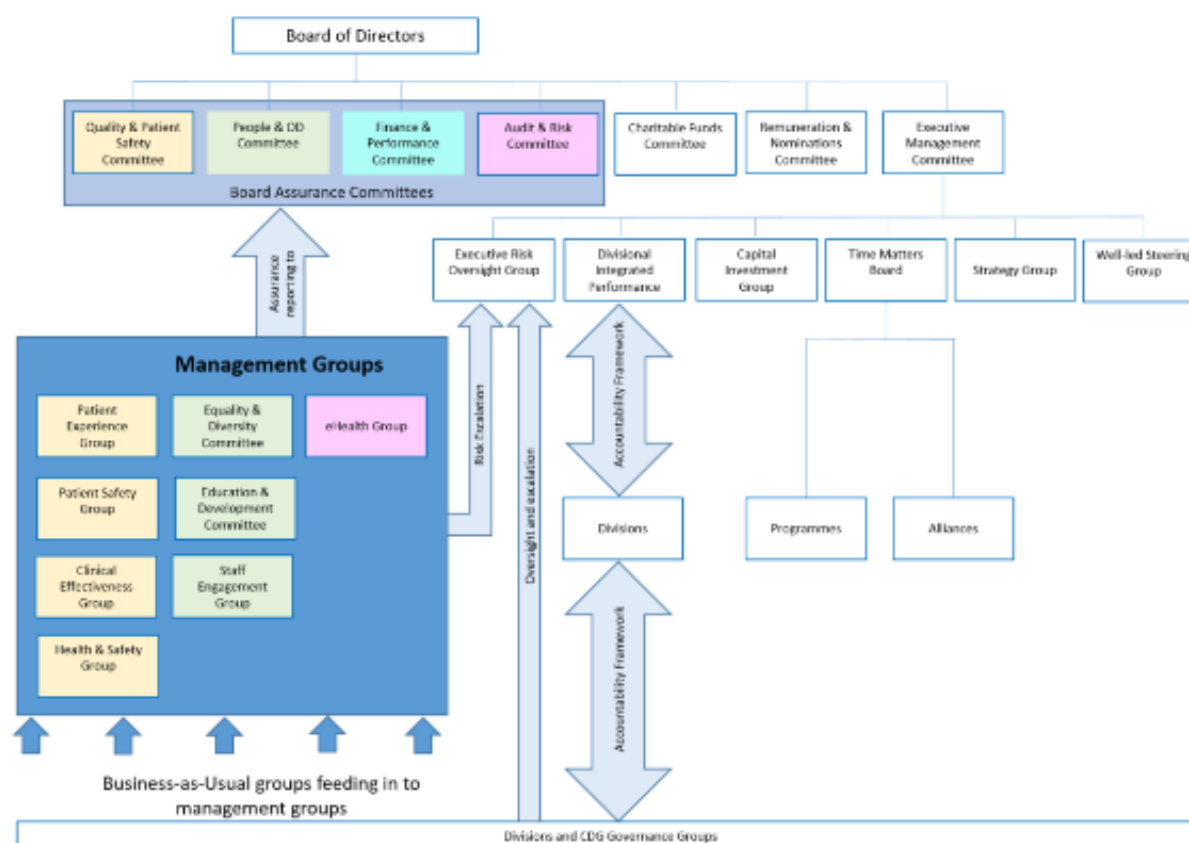 Board of Directors
Quality & Patient
Safety
Committee
People & OD
Committee
Finance &
Performance
Committee
Audit & Risk
Committee
Charitable Funds
Committee
Remuneration &
Nominations
Committee
Executive
Management
Committee
Board Assurance Committees
Assurance
reporting to
Executive Risk
Oversight Group
Divisional
Integrated
Performance
Capital
Investment
Group
Time Matters
Board
Strategy Group
Well-led Steering
Group
Management Groups
Patient
Experience
Group
Equality &
Diversity
Committee
eHealth Group
Patient Safety
Group
Education &
Development
Committee
Clinical
Effectiveness
Group
Staff
Engagement
Group
Health & Safety
Group
Risk Escalation
Oversight and escalation
Accountability Framework
Divisions
Programmes
Alliances
Accountability Framework
Business-as-Usual groups feeding in to
management groups
Divisions and CDG Governance Groups